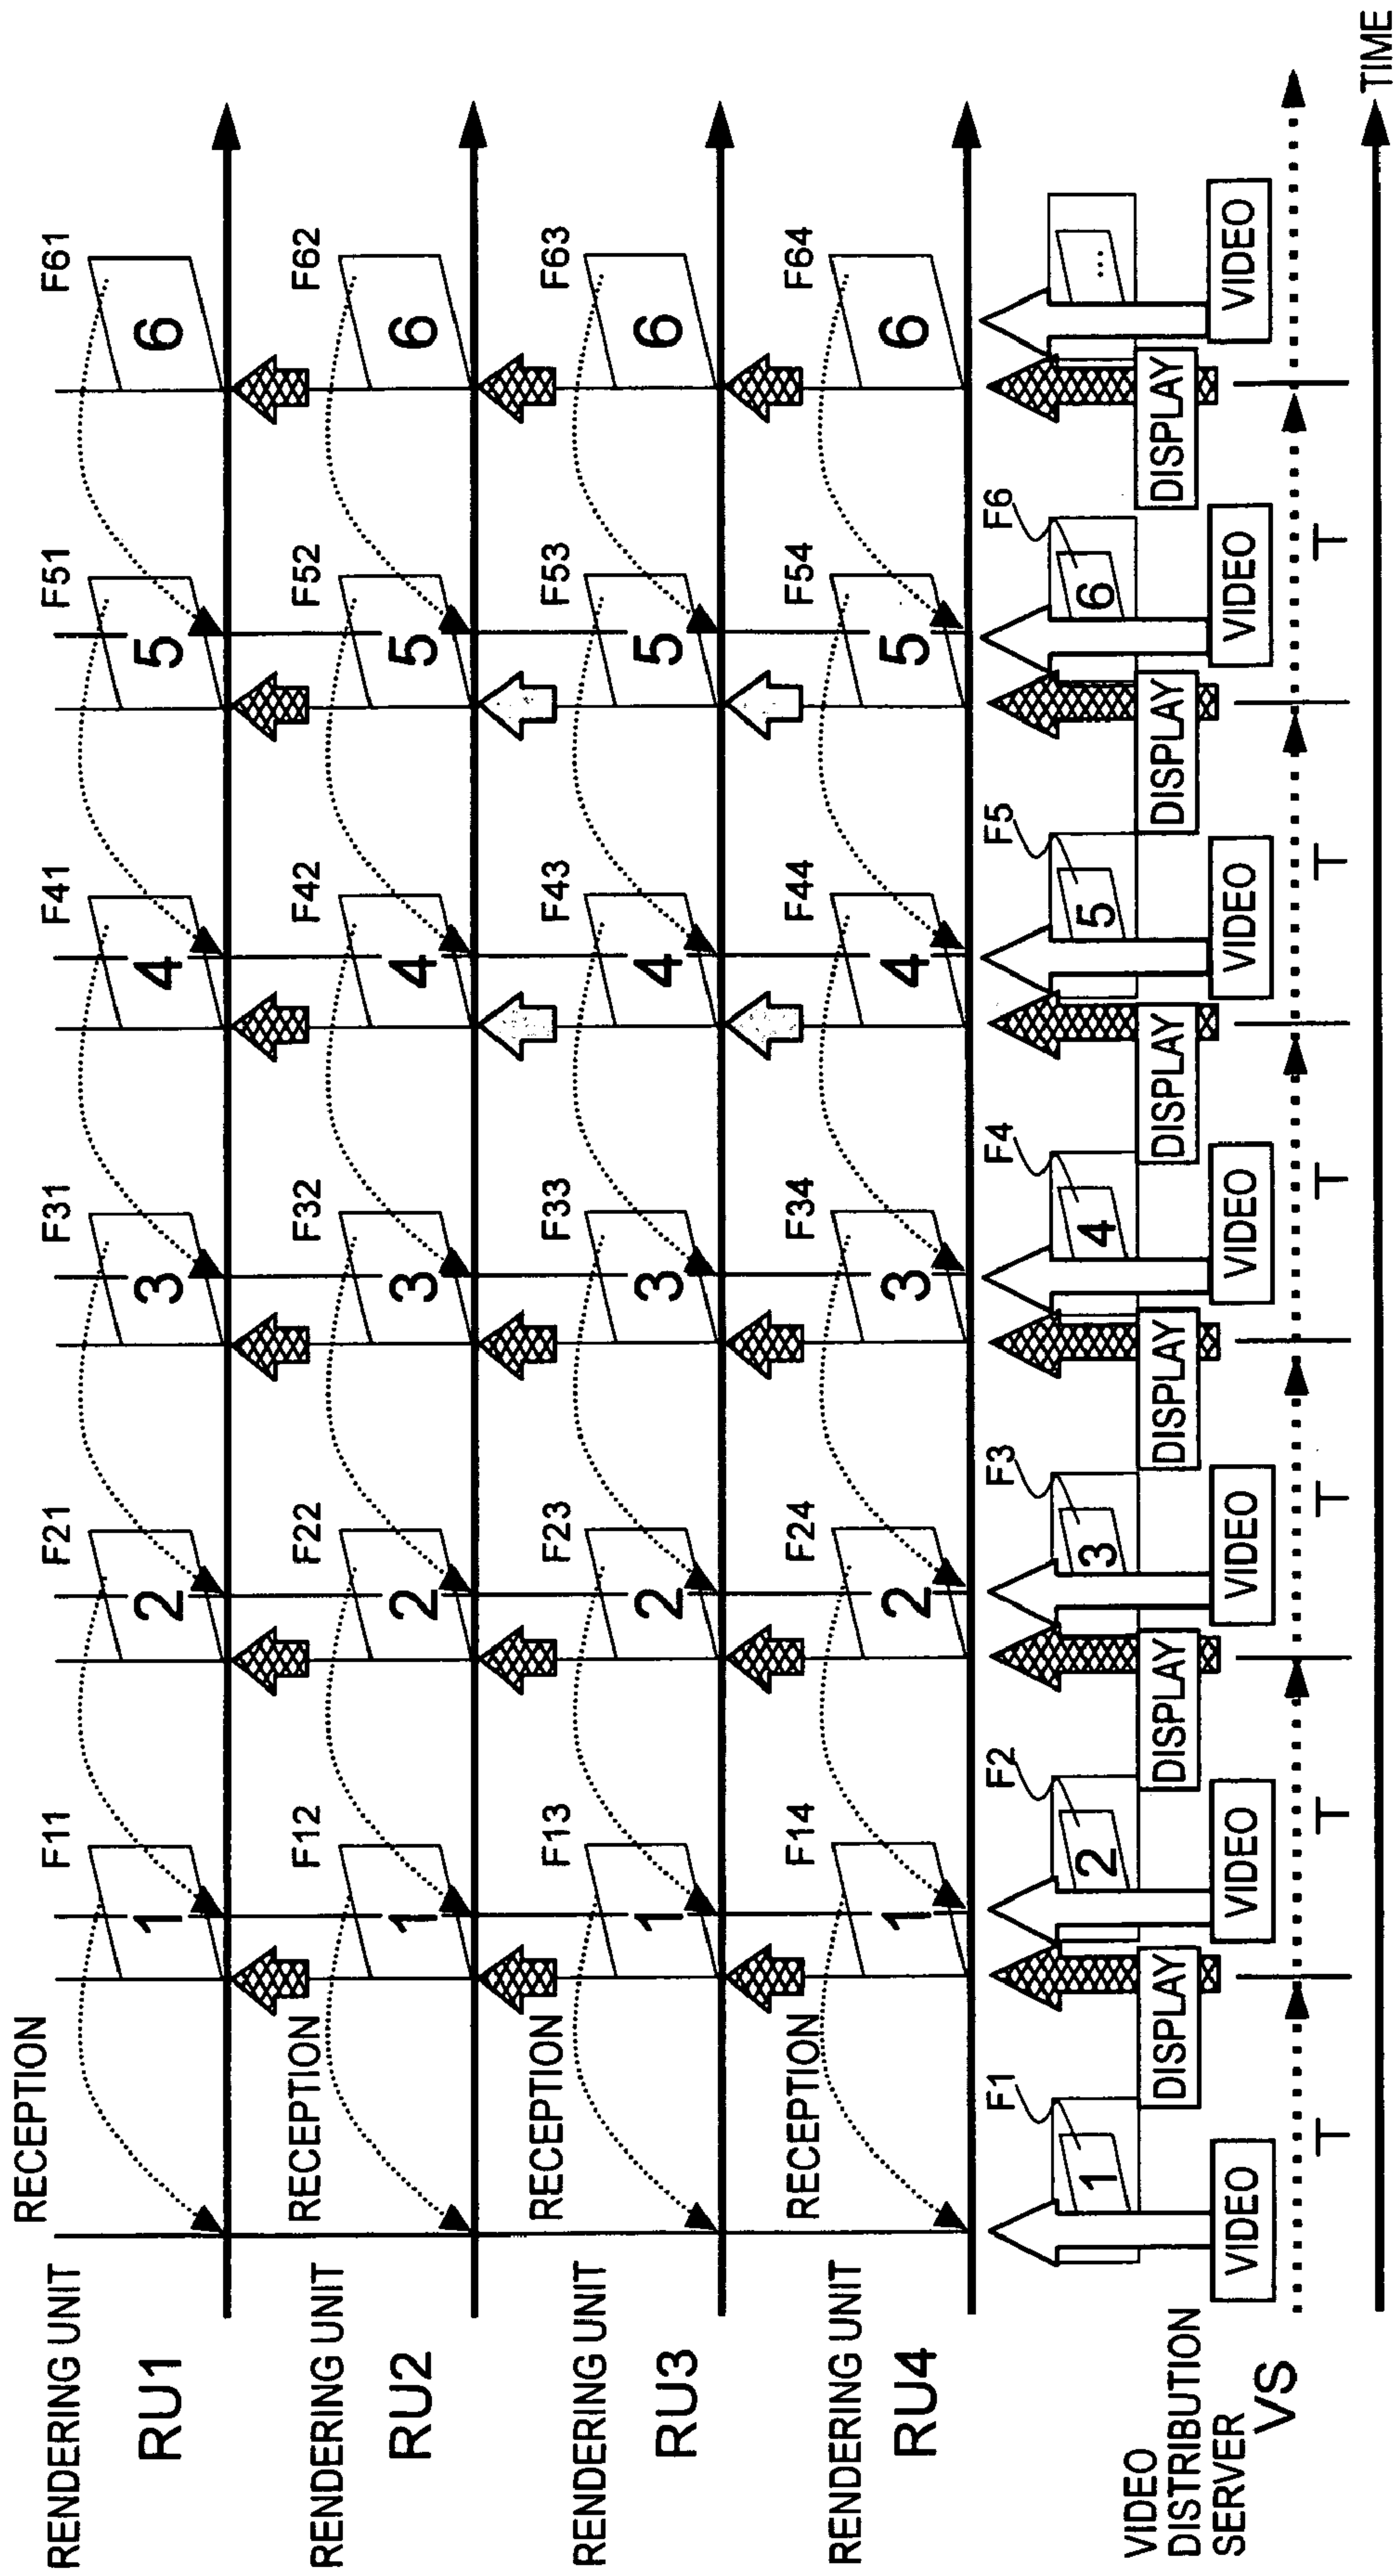 RECEPTION F11 F21 F31 F41 F51 F61
RENDERING UNIT
RU1
1 2 3 4 5 6
RECEPTION F12 F22 F32 F42 F52 F62
RENDERING UNIT
RU2
1 2 3 4 5 6
RECEPTION F13 F23 F33 F43 F53 F63
RENDERING UNIT
RU3
1 2 3 4 5 6
RECEPTION F14 F24 F34 F44 F54 F64
RENDERING UNIT
RU4
1 2 3 4 5 6
F1 F2 F3 F4 F5 F6
1 2 3 4 5 6 ...
VIDEO
DISTRIBUTION
SERVER
VS
DISPLAY DISPLAY DISPLAY DISPLAY DISPLAY DISPLAY
VIDEO VIDEO VIDEO VIDEO VIDEO VIDEO VIDEO
T T T T T T
TIME